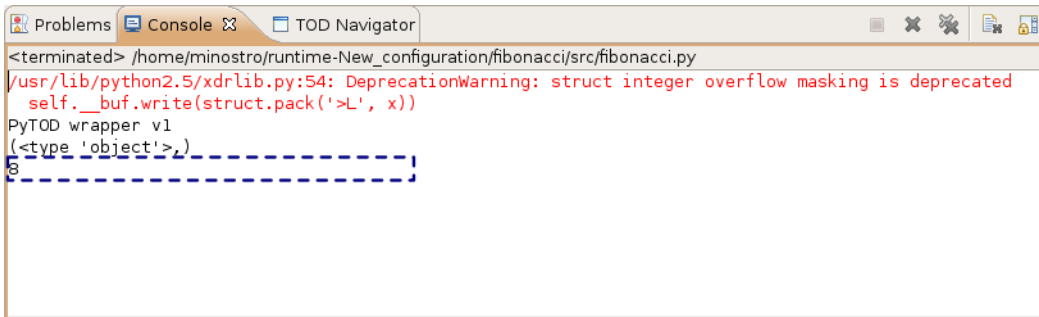 Problems Console TOD Navigator
<terminated> /home/minostro/runtime-New_configuration/fibonacci/src/fibonacci.py
/usr/lib/python2.5/xdrlib.py:54: DeprecationWarning: struct integer overflow masking is deprecated
  self.__buf.write(struct.pack('>L', x))
PyTOD wrapper v1
(<type 'object'>,)
8